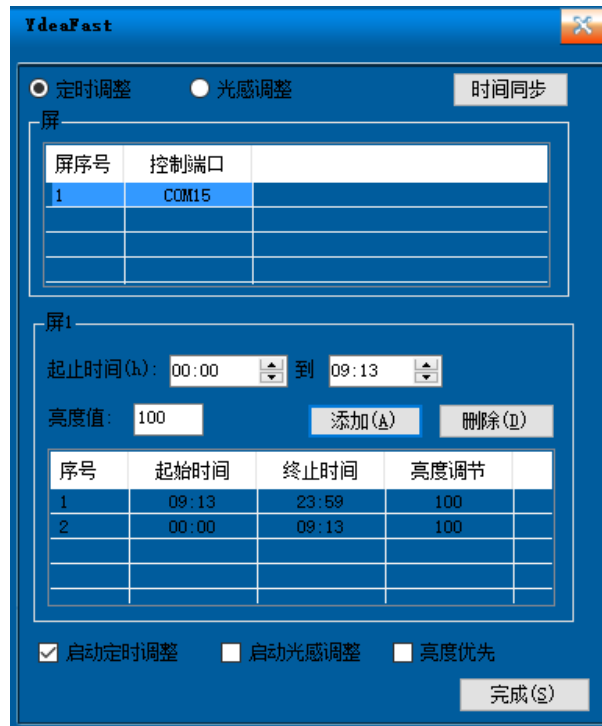 YdeaFast
定时调整 光感调整 时间同步
屏
屏序号 控制端口
1 COM15
屏1
起止时间(h): 00:00 到 09:13
亮度值: 100 添加(A) 删除(D)
序号 起始时间 终止时间 亮度调节
1 09:13 23:59 100
2 00:00 09:13 100
启动定时调整 启动光感调整 亮度优先
完成(S)